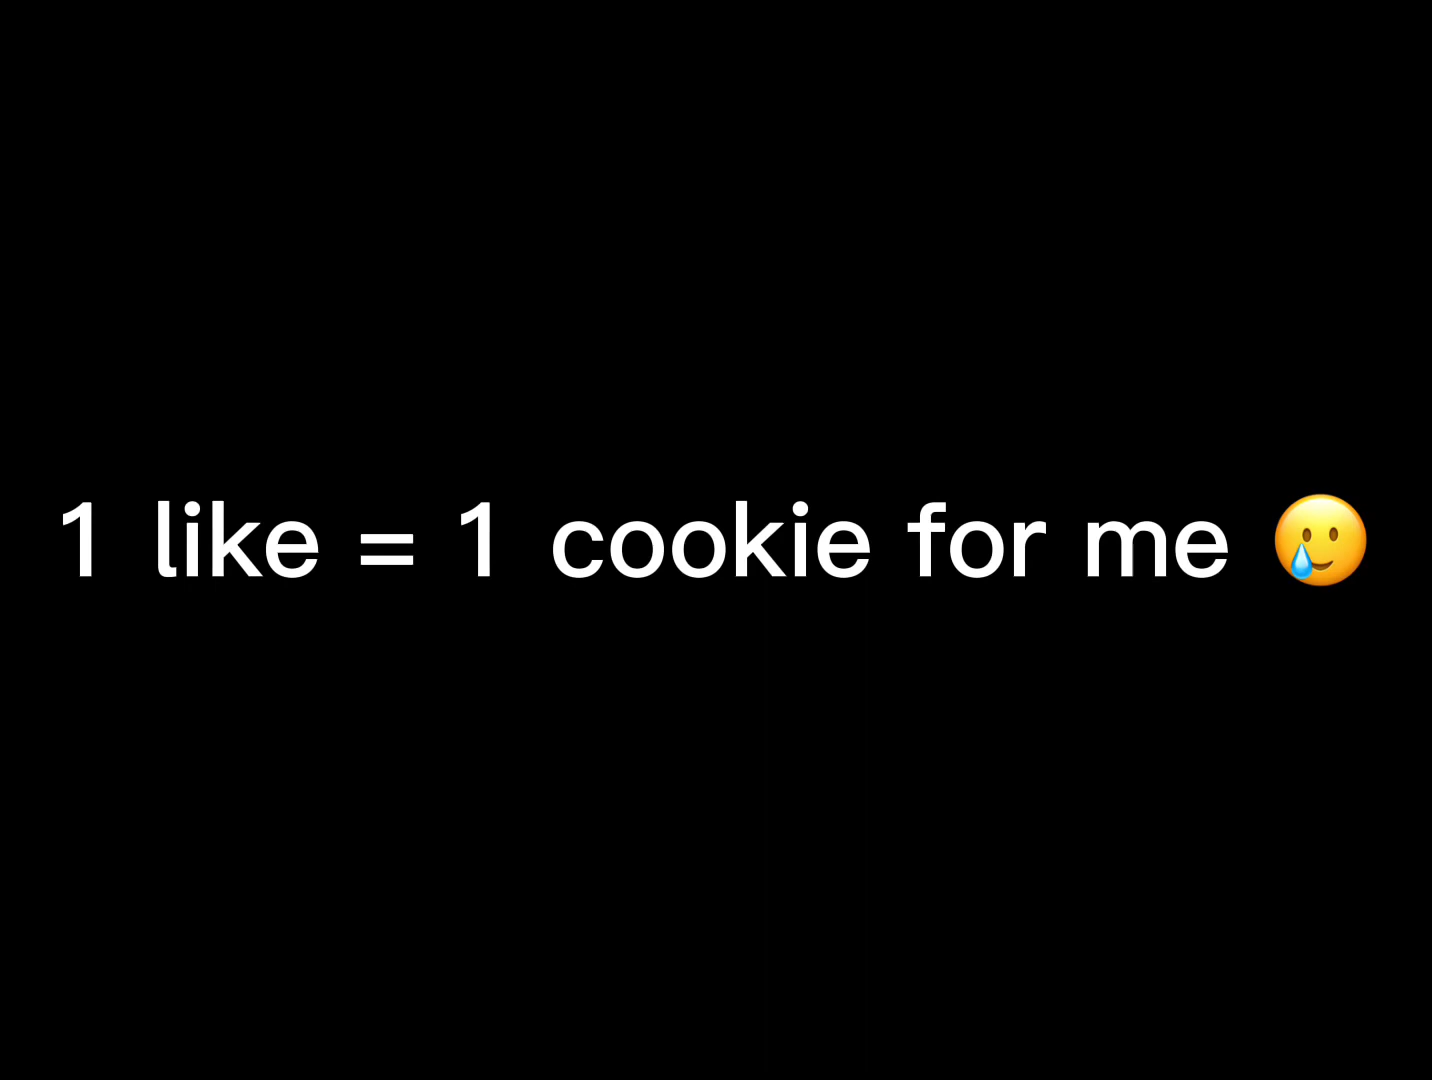 1 like = 1 cookie for me 🥲